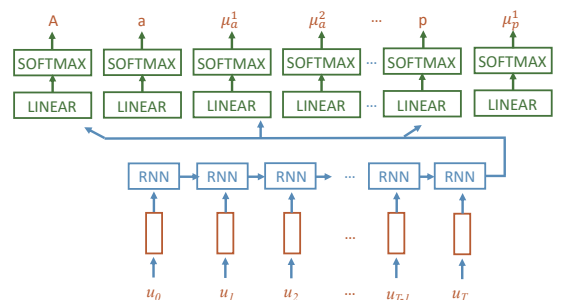 A a μ_a^1 μ_a^2 ... p μ_p^1
SOFTMAX SOFTMAX SOFTMAX SOFTMAX ... SOFTMAX SOFTMAX
LINEAR LINEAR LINEAR LINEAR ... LINEAR LINEAR
RNN RNN RNN ... RNN RNN
...
u_0 u_1 u_2 ... u_{T-1} u_T